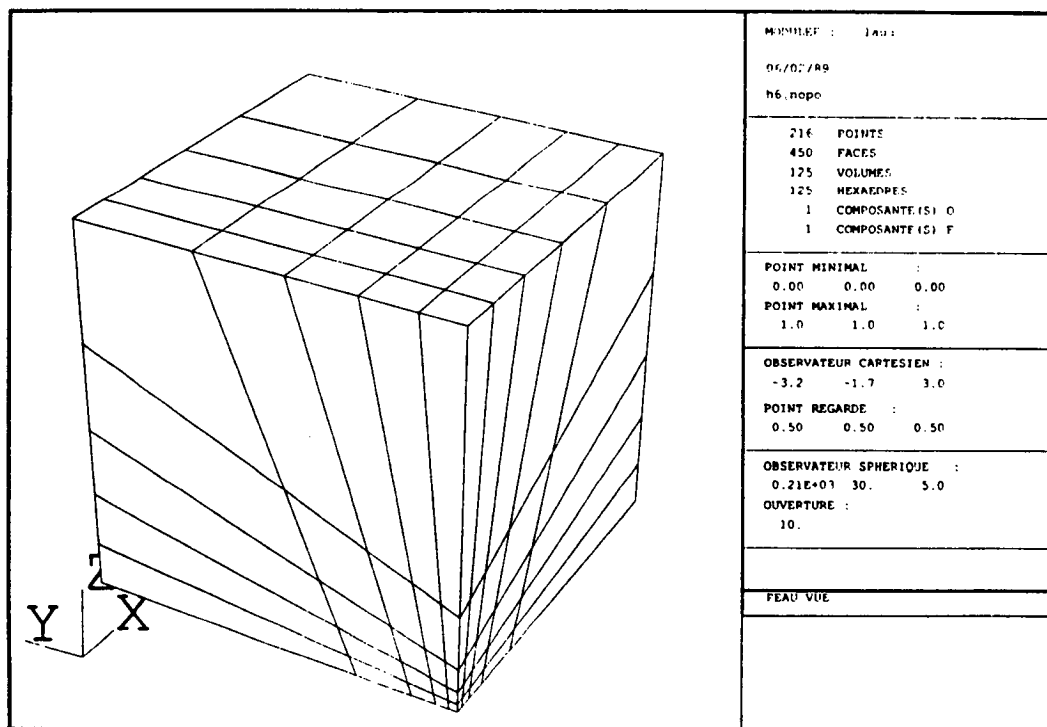 MODULEF :
06/02/89
h6.nopo
216 POINTS
450 FACES
125 VOLUMES
125 HEXAEDRES
1 COMPOSANTE(S) O
1 COMPOSANTE(S) F
POINT MINIMAL :
0.00 0.00 0.00
POINT MAXIMAL :
1.0 1.0 1.0
OBSERVATEUR CARTESIEN :
-3.2 -1.7 3.0
POINT REGARDE :
0.50 0.50 0.50
OBSERVATEUR SPHERIQUE :
0.21E+03 30. 5.0
OUVERTURE :
10.
PEAU VUE
Z
Y X